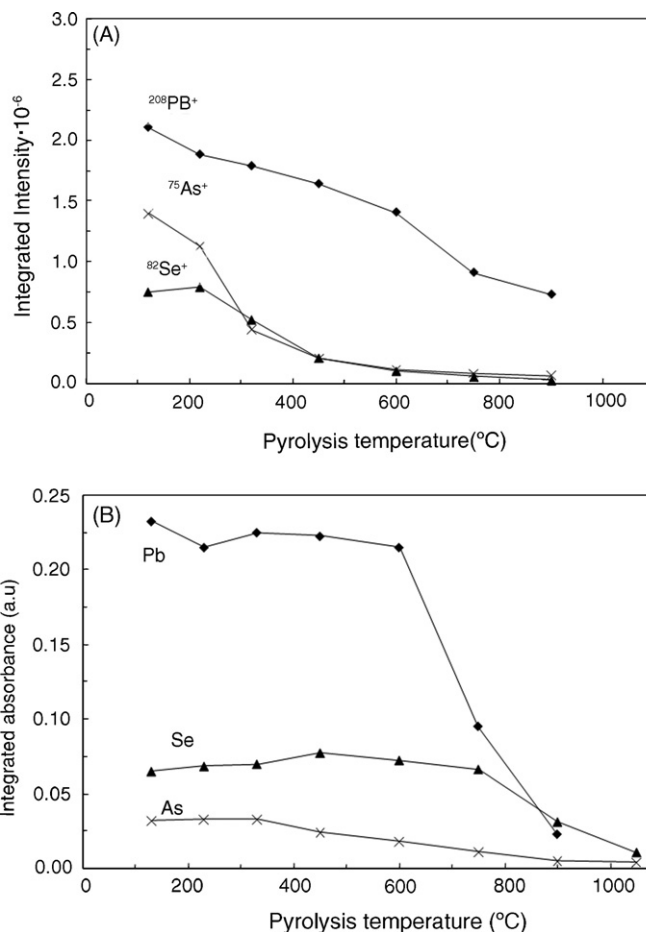 (A)
3.0
2.5
2.0
1.5
1.0
0.5
0.0
Integrated Intensity·10⁻⁶
²⁰⁸PB⁺
⁷⁵As⁺
⁸²Se⁺
0 200 400 600 800 1000
Pyrolysis temperature(ºC)
(B)
0.25
0.20
0.15
0.10
0.05
0.00
Integrated absorbance (a.u)
Pb
Se
As
0 200 400 600 800 1000
Pyrolysis temperature (ºC)